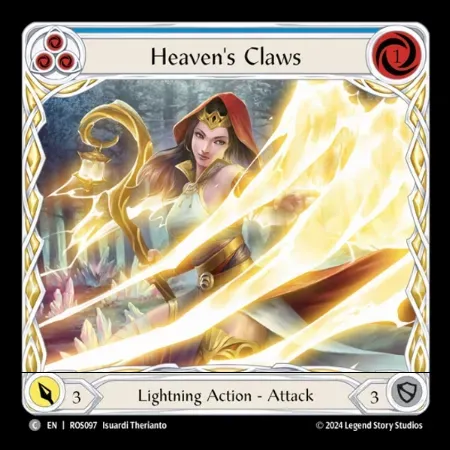 Heaven's Claws
1
3
Lightning Action - Attack
3
C EN | ROS097 Isuardi Therianto
© 2024 Legend Story Studios